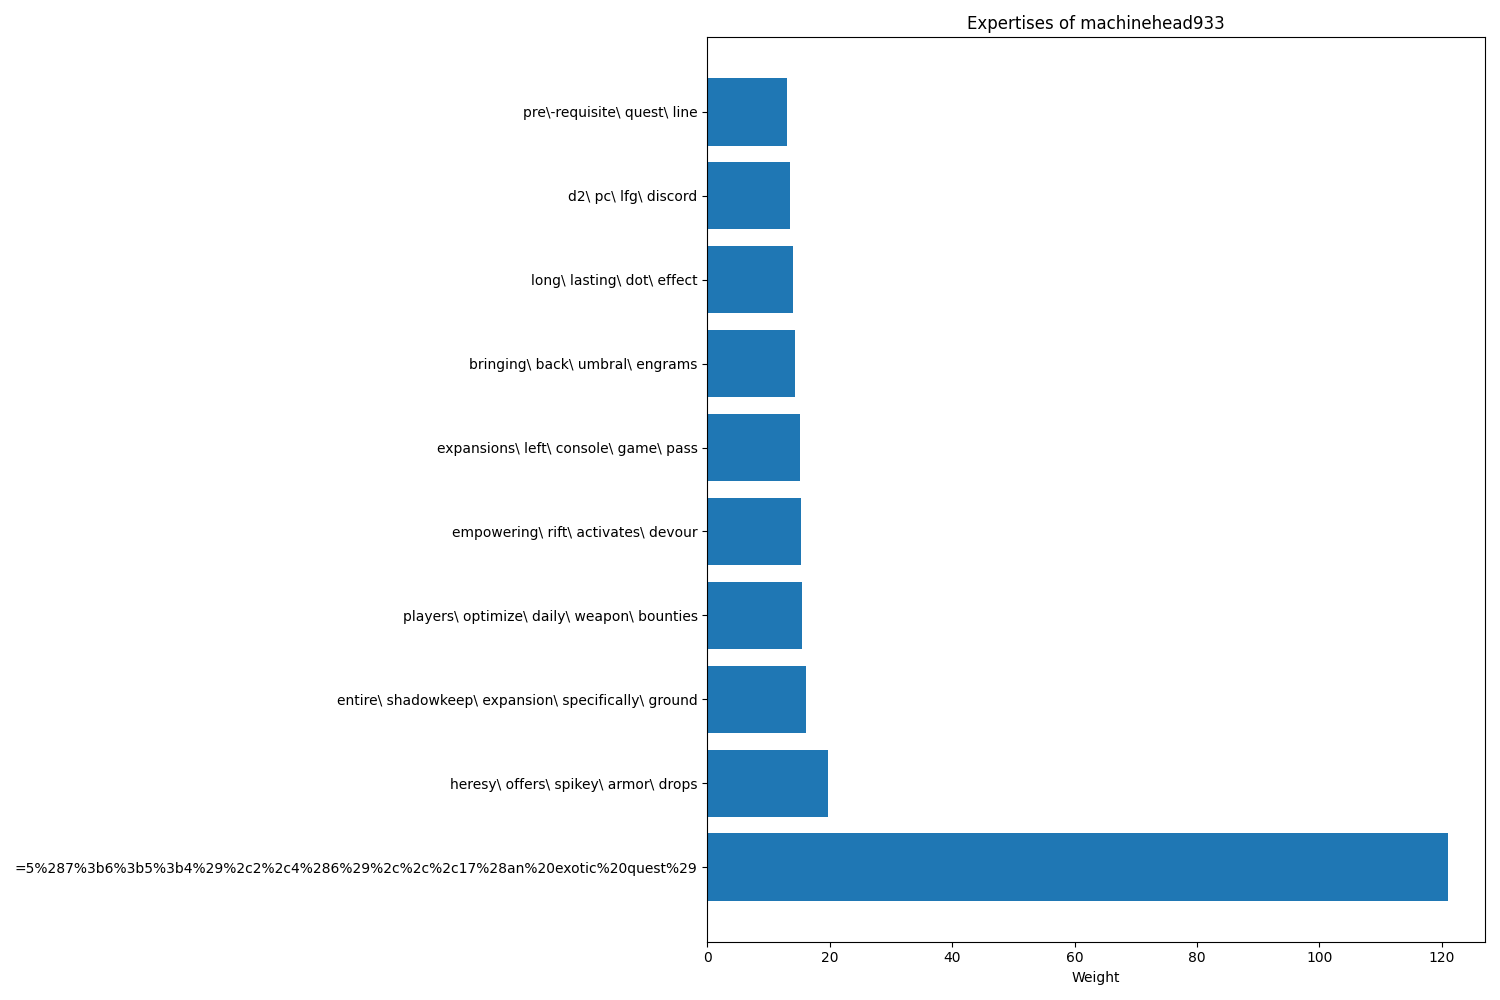 Expertises of machinehead933
pre\-requisite\ quest\ line
d2\ pc\ lfg\ discord
long\ lasting\ dot\ effect
bringing\ back\ umbral\ engrams
expansions\ left\ console\ game\ pass
empowering\ rift\ activates\ devour
players\ optimize\ daily\ weapon\ bounties
entire\ shadowkeep\ expansion\ specifically\ ground
heresy\ offers\ spikey\ armor\ drops
=5%287%3b6%3b5%3b4%29%2c2%2c4%286%29%2c%2c%2c17%28an%20exotic%20quest%29
0 20 40 60 80 100 120
Weight